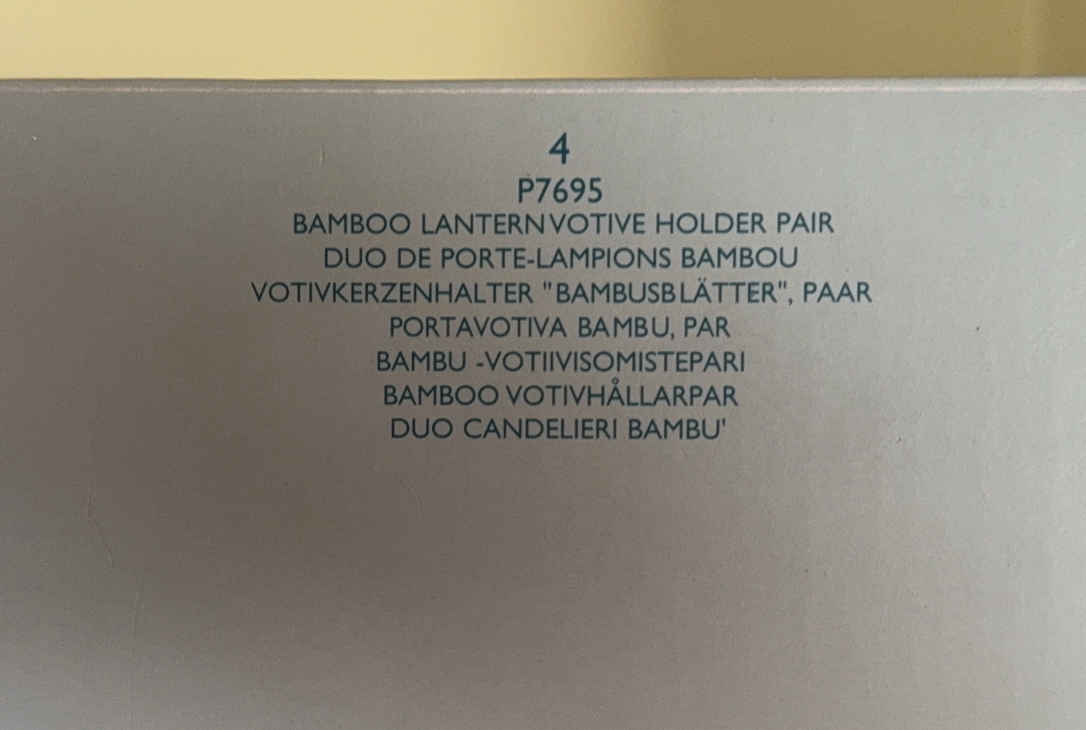 4
P7695
BAMBOO LANTERN VOTIVE HOLDER PAIR
DUO DE PORTE-LAMPIONS BAMBOU
VOTIVKERZENHALTER "BAMBUSBLÄTTER", PAAR
PORTAVOTIVA BAMBU, PAR
BAMBU -VOTIIVISOMISTEPARI
BAMBOO VOTIVHÅLLARPAR
DUO CANDELIERI BAMBU'